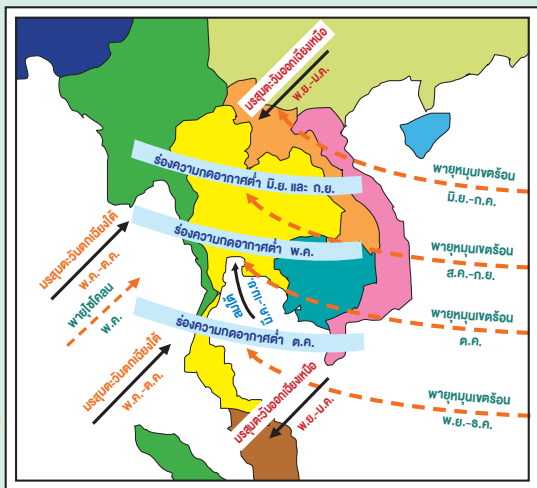 มรสุมตะวันออกเฉียงเหนือ
พ.ย.-ม.ค.
ร่องความกดอากาศต่ำ มิ.ย. และ ก.ย.
พายุหมุนเขตร้อน
มิ.ย.-ก.ค.
มรสุมตะวันตกเฉียงใต้
พ.ค.-ต.ค.
ร่องความกดอากาศต่ำ พ.ค.
พายุหมุนเขตร้อน
ส.ค.-ก.ย.
พายุไซโคลน
พ.ค.
มี.ค.-เม.ย.
ร่องความกดอากาศต่ำ ต.ค.
พายุหมุนเขตร้อน
ต.ค.
มรสุมตะวันตกเฉียงใต้
พ.ค.-ต.ค.
มรสุมตะวันออกเฉียงเหนือ
พ.ย.-ม.ค.
พายุหมุนเขตร้อน
พ.ย.-ธ.ค.